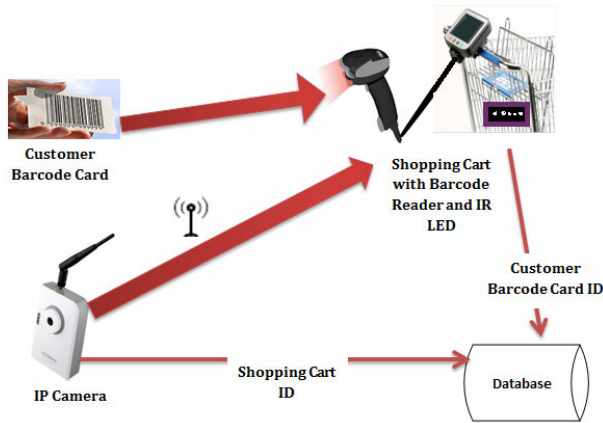 Customer
Barcode Card
Shopping Cart
with Barcode
Reader and IR
LED
Customer
Barcode Card ID
IP Camera
Shopping Cart
ID
Database